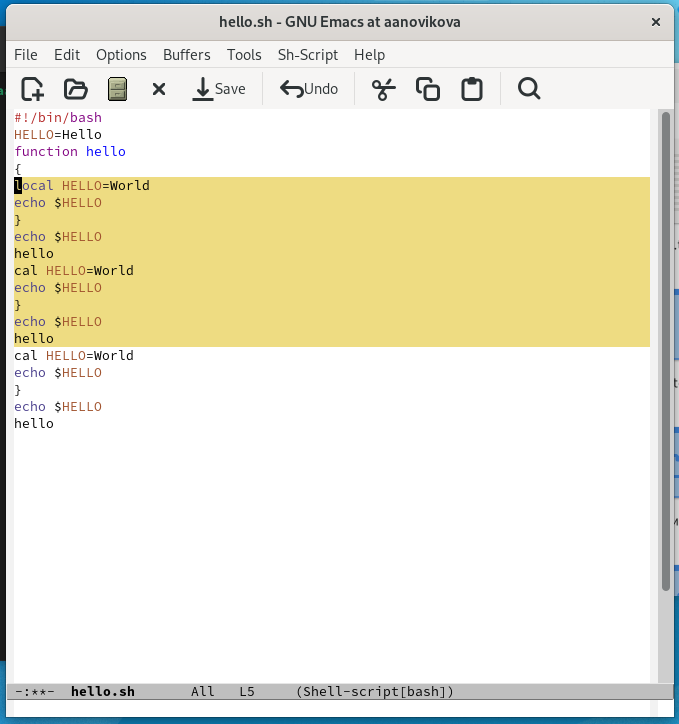 hello.sh - GNU Emacs at aanovikova
File Edit Options Buffers Tools Sh-Script Help
Save Undo
#!/bin/bash
HELLO=Hello
function hello
{
local HELLO=World
echo $HELLO
}
echo $HELLO
hello
cal HELLO=World
echo $HELLO
}
echo $HELLO
hello
cal HELLO=World
echo $HELLO
}
echo $HELLO
hello
-:**- hello.sh All L5 (Shell-script[bash])